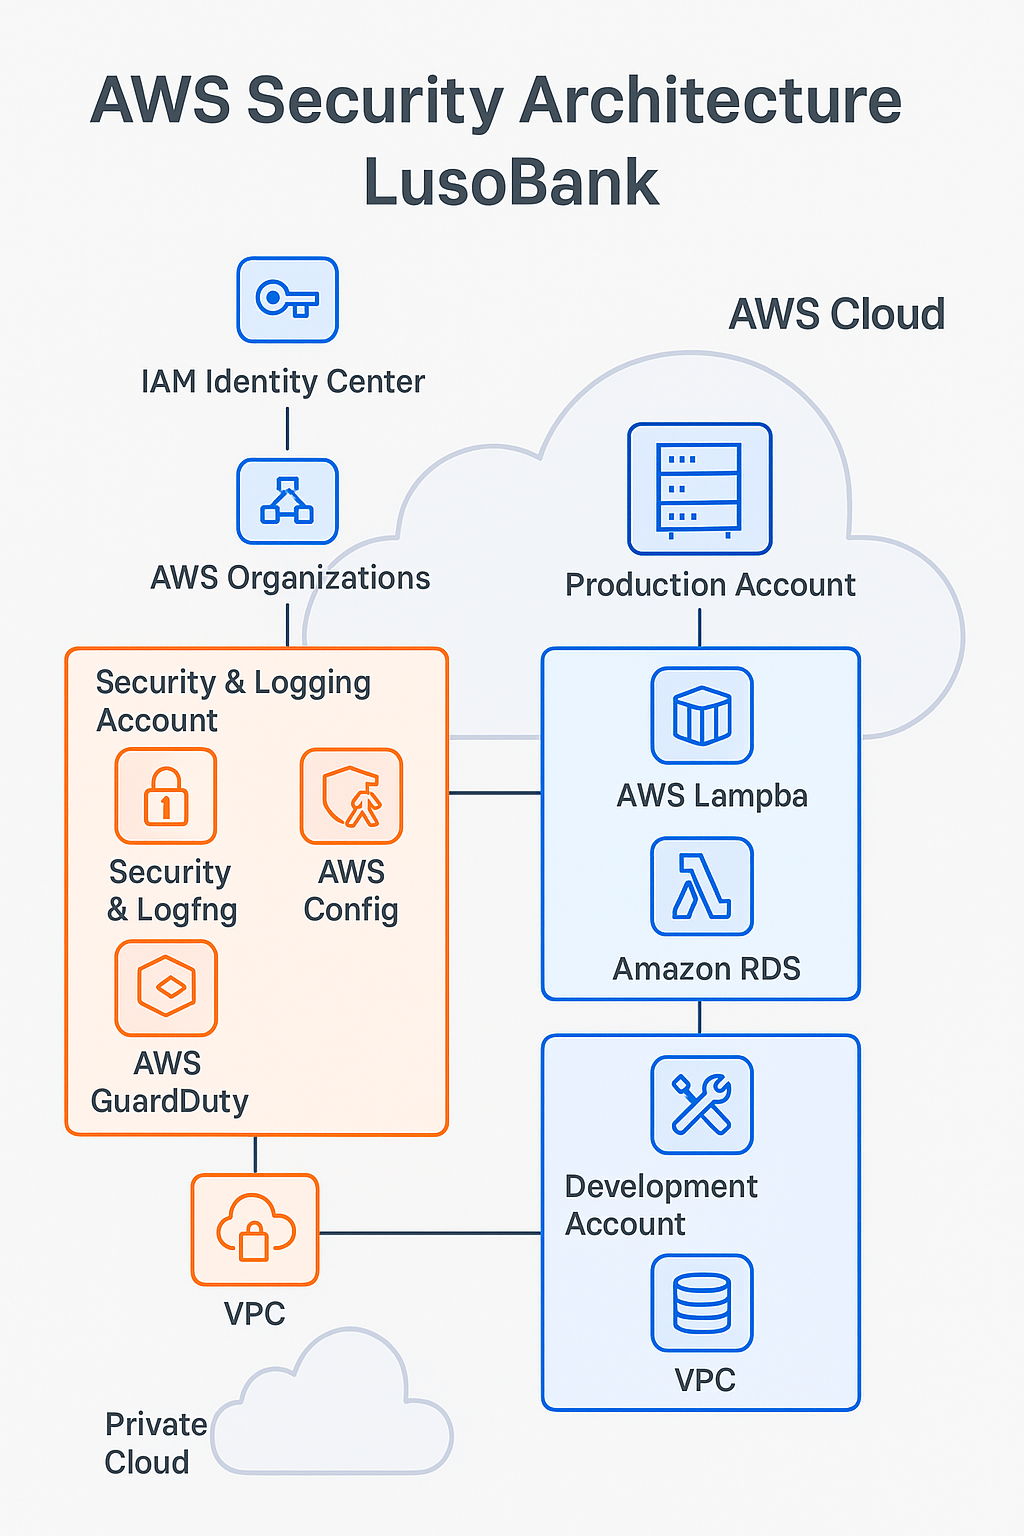 AWS Security Architecture
LusoBank
IAM Identity Center
AWS Cloud
AWS Organizations
Production Account
Security & Logging
Account
Security
& Logfng
AWS
Config
AWS
GuardDuty
AWS Lampba
Amazon RDS
Development
Account
VPC
VPC
Private
Cloud